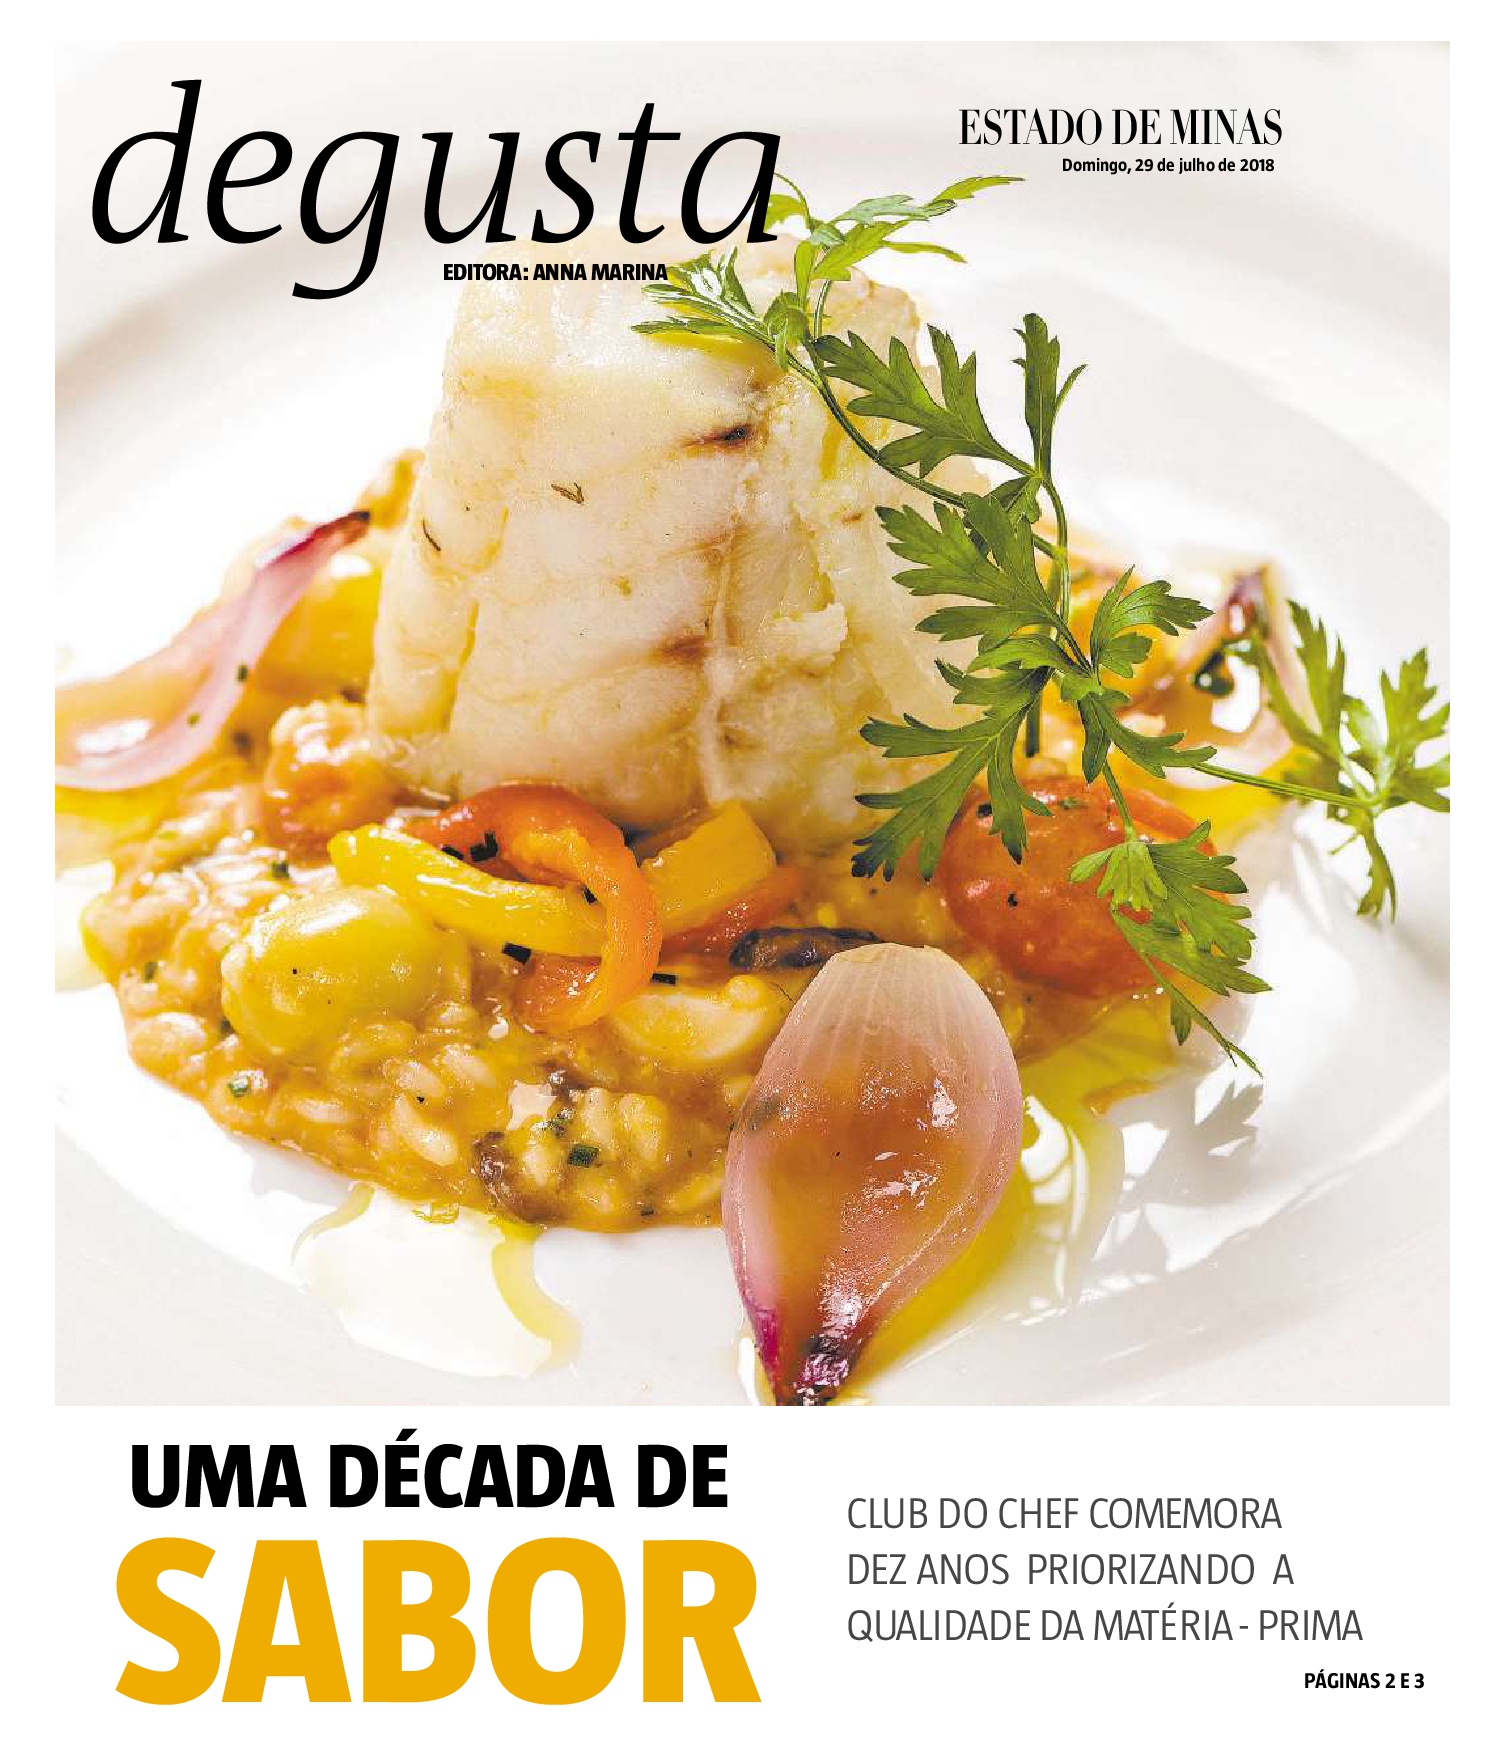 degusta
ESTADO DE MINAS
Domingo, 29 de julho de 2018
EDITORA: ANNA MARINA
UMA DÉCADA DE
SABOR
CLUB DO CHEF COMEMORA
DEZ ANOS PRIORIZANDO A
QUALIDADE DA MATÉRIA - PRIMA
PÁGINAS 2 E 3